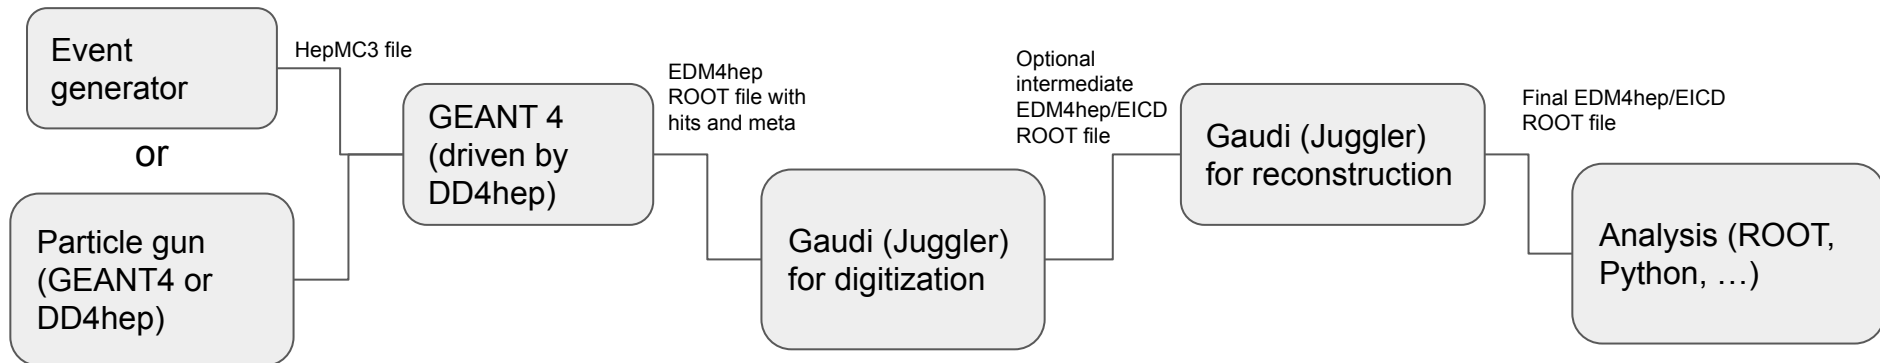 Event
generator
or
Particle gun
(GEANT4 or
DD4hep)
HepMC3 file
GEANT 4
(driven by
DD4hep)
EDM4hep
ROOT file with
hits and meta
Gaudi (Juggler)
for digitization
Optional
intermediate
EDM4hep/EICD
ROOT file
Gaudi (Juggler)
for reconstruction
Final EDM4hep/EICD
ROOT file
Analysis (ROOT,
Python, …)